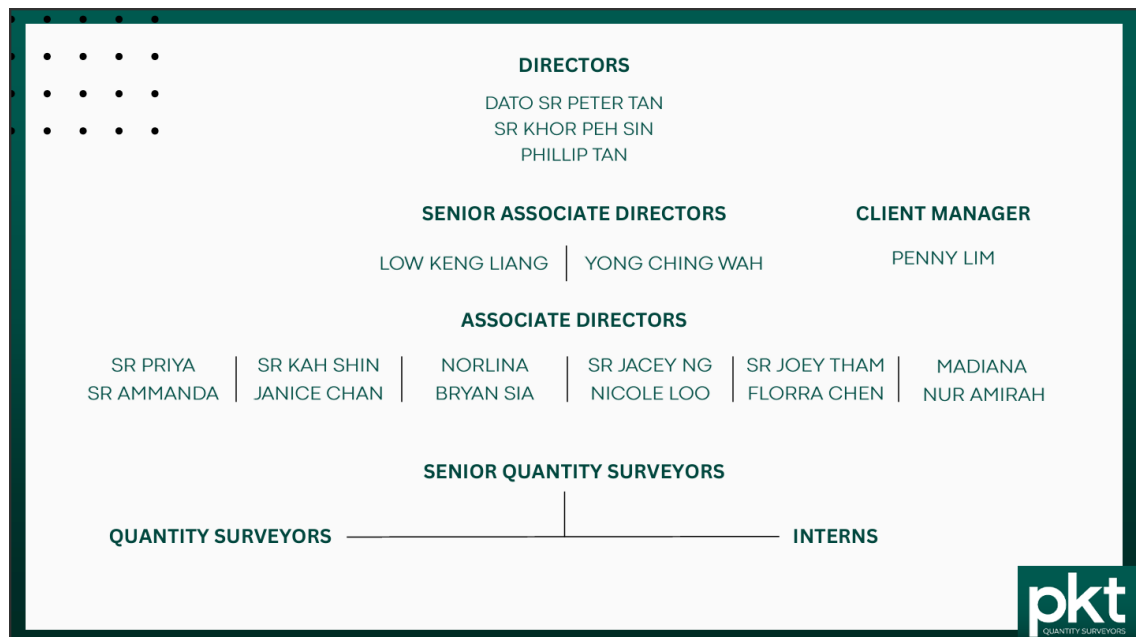 DIRECTORS
DATO SR PETER TAN
SR KHOR PEH SIN
PHILLIP TAN
SENIOR ASSOCIATE DIRECTORS
CLIENT MANAGER
LOW KENG LIANG
YONG CHING WAH
PENNY LIM
ASSOCIATE DIRECTORS
SR PRIYA
SR AMMANDA
SR KAH SHIN
JANICE CHAN
NORLINA
BRYAN SIA
SR JACEY NG
NICOLE LOO
SR JOEY THAM
FLORRA CHEN
MADIANA
NUR AMIRAH
SENIOR QUANTITY SURVEYORS
QUANTITY SURVEYORS
INTERNS
pkt
QUANTITY SURVEYORS